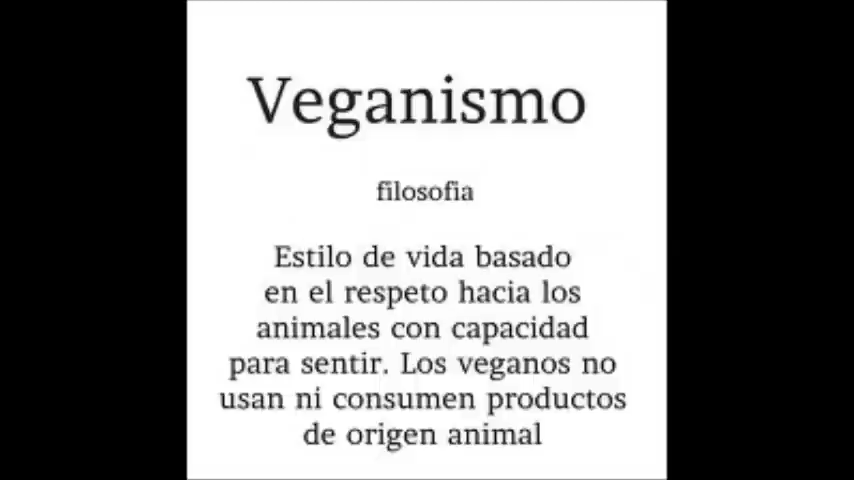 Veganismo
filosofia
Estilo de vida basado
en el respeto hacia los
animales con capacidad
para sentir. Los veganos no
usan ni consumen productos
de origen animal